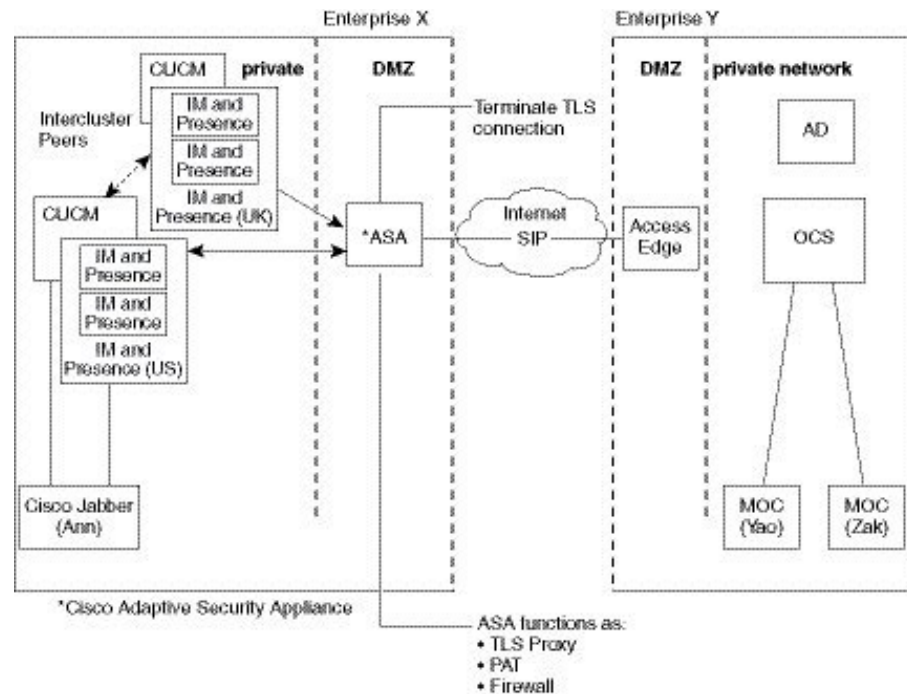 Enterprise X
Enterprise Y
CUCM
private
DMZ
DMZ
private network
IM and
Presence
IM and
Presence
IM and
Presence (UK)
Intercluster
Peers
Terminate TLS
connection
AD
CUCM
IM and
Presence
IM and
Presence
IM and
Presence (US)
*ASA
Internet
SIP
Access
Edge
OCS
Cisco Jabber
(Ann)
MOC
(Yao)
MOC
(Zak)
*Cisco Adaptive Security Appliance
ASA functions as:
• TLS Proxy
• PAT
• Firewall